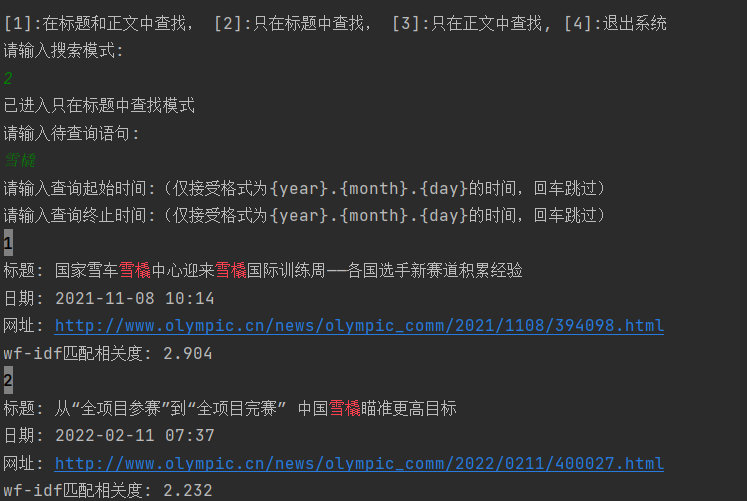 [1]:在标题和正文中查找， [2]:只在标题中查找， [3]:只在正文中查找, [4]:退出系统
请输入搜索模式:
2
已进入只在标题中查找模式
请输入待查询语句:
雪橇
请输入查询起始时间:（仅接受格式为{year}.{month}.{day}的时间，回车跳过）
请输入查询终止时间:（仅接受格式为{year}.{month}.{day}的时间，回车跳过）
1
标题: 国家雪车雪橇中心迎来雪橇国际训练周——各国选手新赛道积累经验
日期: 2021-11-08 10:14
网址: http://www.olympic.cn/news/olympic_comm/2021/1108/394098.html
wf-idf匹配相关度: 2.904
2
标题: 从“全项目参赛”到“全项目完赛” 中国雪橇瞄准更高目标
日期: 2022-02-11 07:37
网址: http://www.olympic.cn/news/olympic_comm/2022/0211/400027.html
wf-idf匹配相关度: 2.232